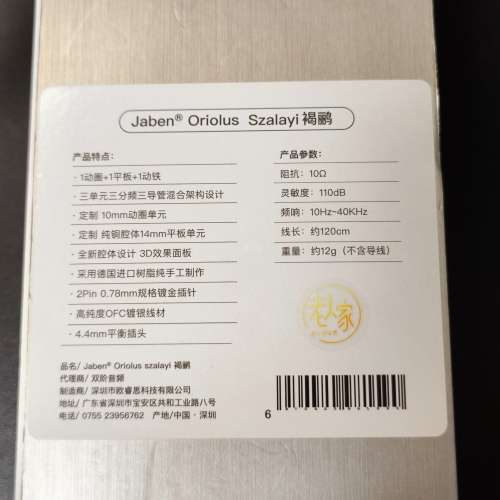 Jaben® Oriolus Szalayi 褐鹂
产品特点：
· 1动圈+1平板+1动铁
· 三单元三分频三导管混合架构设计
· 定制 10mm动圈单元
· 定制 纯铜腔体14mm平板单元
· 全新腔体设计 3D效果面板
· 采用德国进口树脂纯手工制作
· 2Pin 0.78mm规格镀金插针
· 高纯度OFC镀银线材
· 4.4mm平衡插头
产品参数：
阻抗：10Ω
灵敏度：110dB
频响：10Hz~40KHz
线长：约120cm
重量：约12g（不含导线）
老人家
品名/ Jaben® Oriolus szalayi 褐鹂
代理商/ 双阶音频
制造商/ 深圳市欧睿思科技有限公司
地址/ 广东省深圳市宝安区共和工业路八号
电话/ 0755 23956762 产地/中国·深圳
6